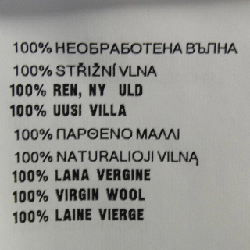 100% НЕОБРАБОТЕНА ВЪЛНА
100% STŘIŽNÍ VLNA
100% REN, NY ULD
100% UUSI VILLA
100% ΠΑΡΘΕΝΟ ΜΑΛΛΙ
100% NATURALIOJI VILNĄ
100% LANA VERGINE
100% VIRGIN WOOL
100% LAINE VIERGE